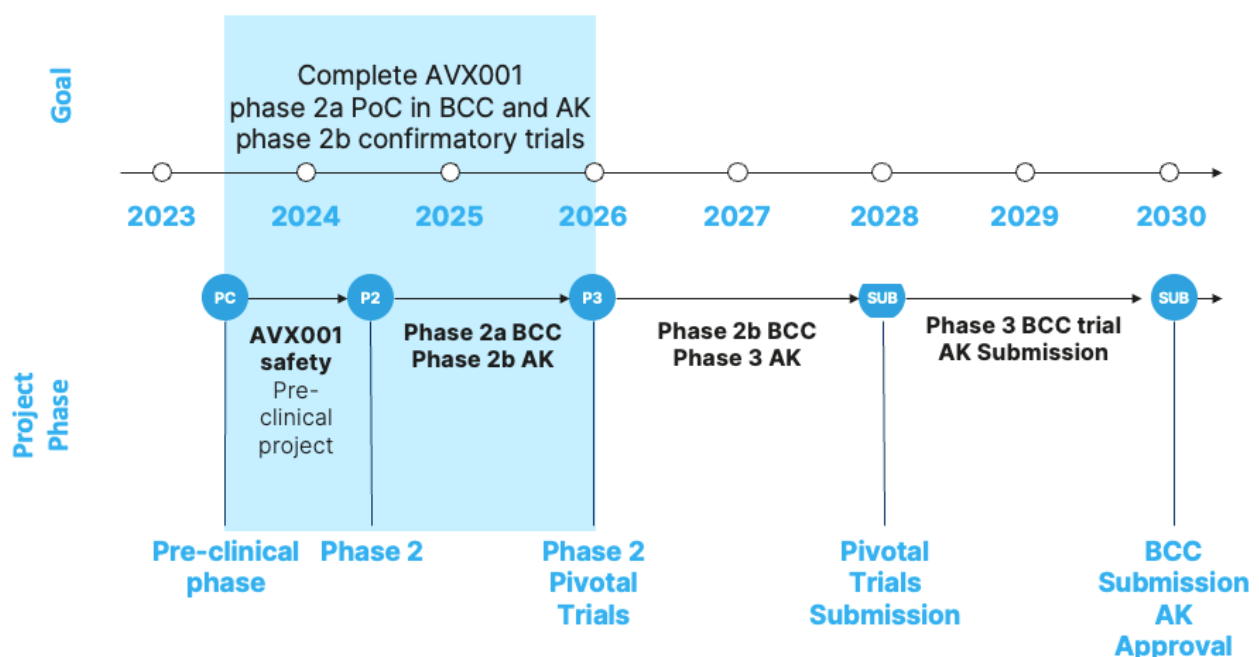 Goal
Complete AVX001
phase 2a PoC in BCC and AK
phase 2b confirmatory trials
2023
2024
2025
2026
2027
2028
2029
2030
Project
Phase
PC
P2
P3
SUB
SUB
AVX001
safety
Pre-
clinical
project
Phase 2a BCC
Phase 2b AK
Phase 2b BCC
Phase 3 AK
Phase 3 BCC trial
AK Submission
Pre-clinical
phase
Phase 2
Phase 2
Pivotal
Trials
Pivotal
Trials
Submission
BCC
Submission
AK
Approval